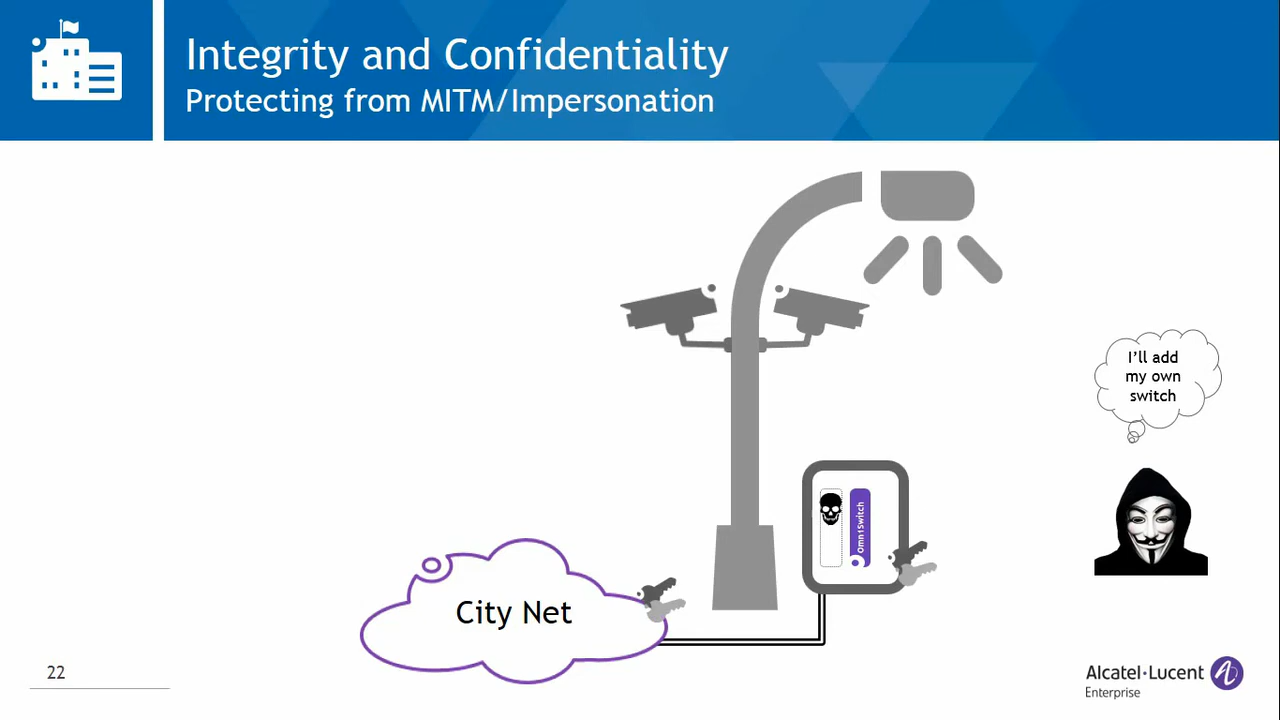 Integrity and Confidentiality
Protecting from MITM/Impersonation
I'll add
my own
switch
OmniSwitch
City Net
22
Alcatel·Lucent
Enterprise